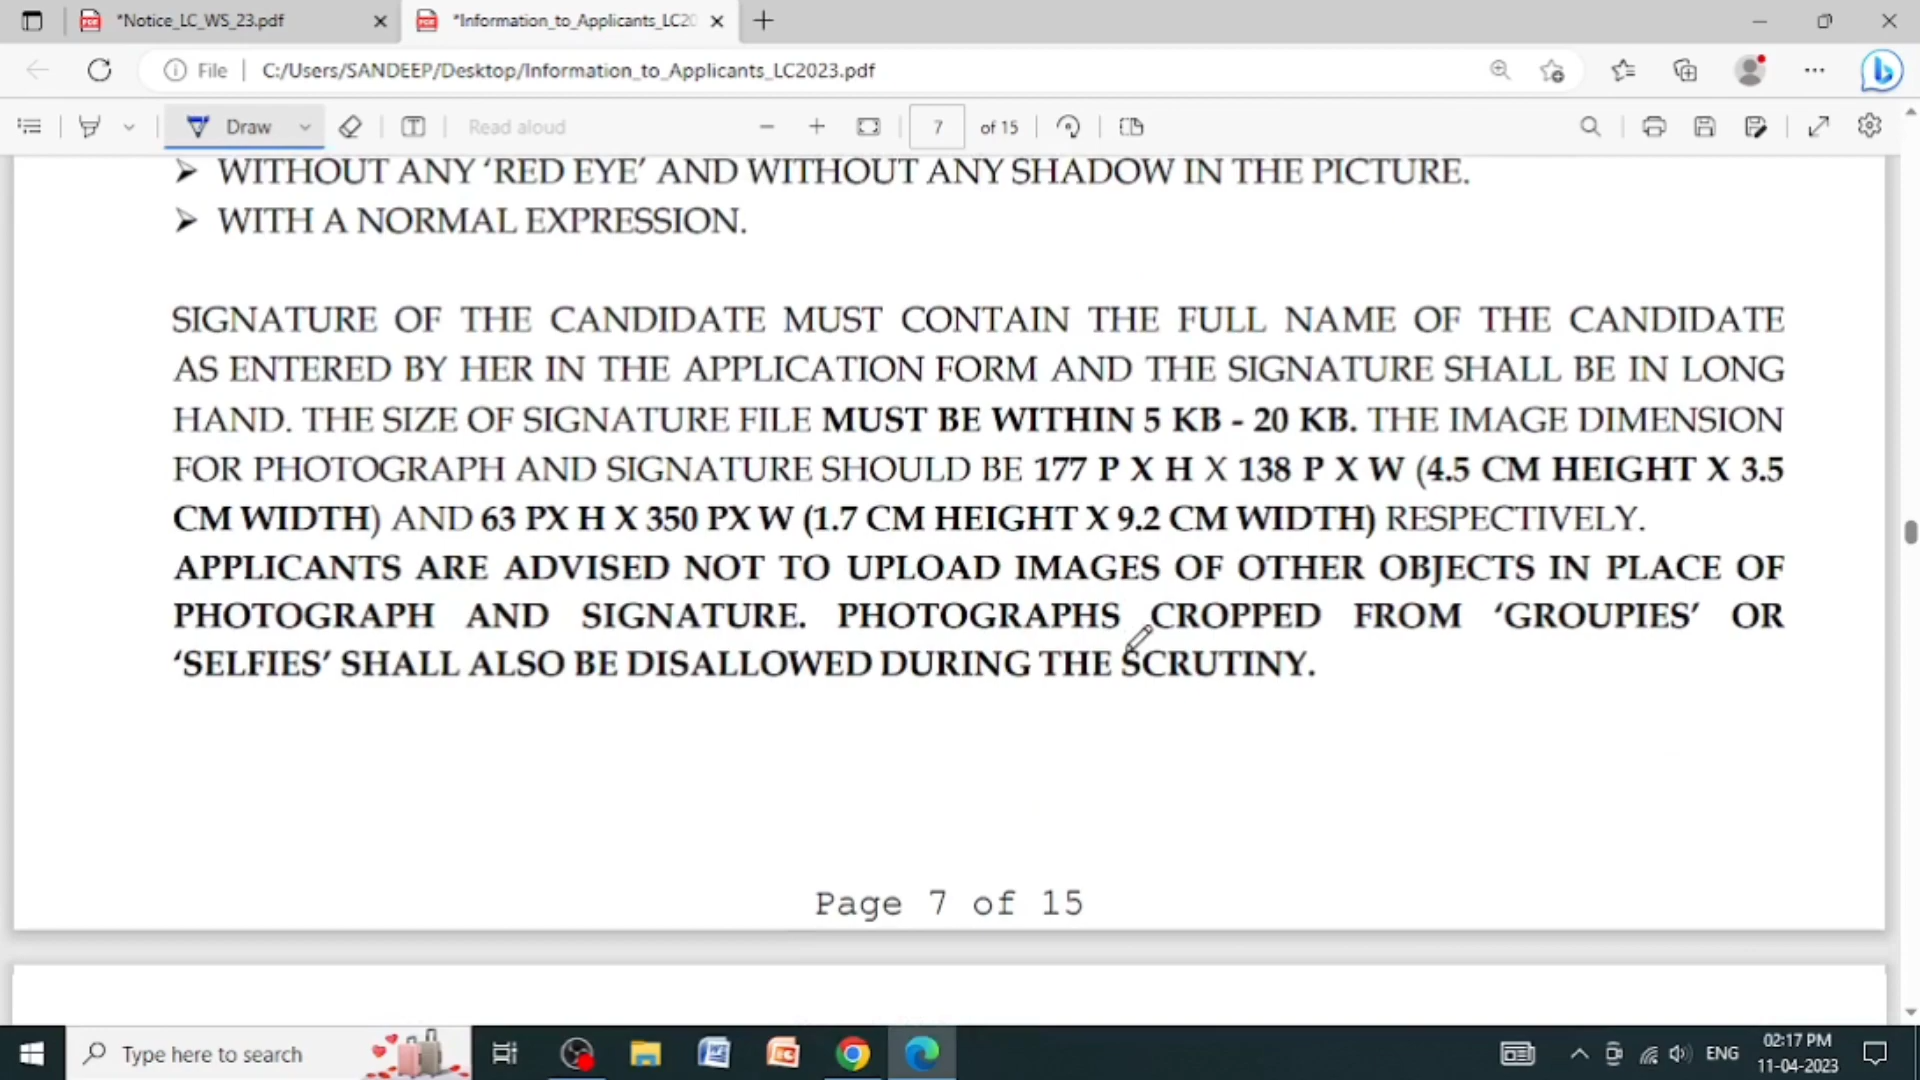 *Notice_LC_WS_23.pdf
*Information_to_Applicants_LC20
File
C:/Users/SANDEEP/Desktop/Information_to_Applicants_LC2023.pdf
Draw
Read aloud
7 of 15
➤ WITHOUT ANY ‘RED EYE’ AND WITHOUT ANY SHADOW IN THE PICTURE.
➤ WITH A NORMAL EXPRESSION.
SIGNATURE OF THE CANDIDATE MUST CONTAIN THE FULL NAME OF THE CANDIDATE
AS ENTERED BY HER IN THE APPLICATION FORM AND THE SIGNATURE SHALL BE IN LONG
HAND. THE SIZE OF SIGNATURE FILE MUST BE WITHIN 5 KB - 20 KB. THE IMAGE DIMENSION
FOR PHOTOGRAPH AND SIGNATURE SHOULD BE 177 P X H X 138 P X W (4.5 CM HEIGHT X 3.5
CM WIDTH) AND 63 PX H X 350 PX W (1.7 CM HEIGHT X 9.2 CM WIDTH) RESPECTIVELY.
APPLICANTS ARE ADVISED NOT TO UPLOAD IMAGES OF OTHER OBJECTS IN PLACE OF
PHOTOGRAPH AND SIGNATURE. PHOTOGRAPHS CROPPED FROM ‘GROUPIES’ OR
‘SELFIES’ SHALL ALSO BE DISALLOWED DURING THE SCRUTINY.
Page 7 of 15
Type here to search
ENG
02:17 PM
11-04-2023